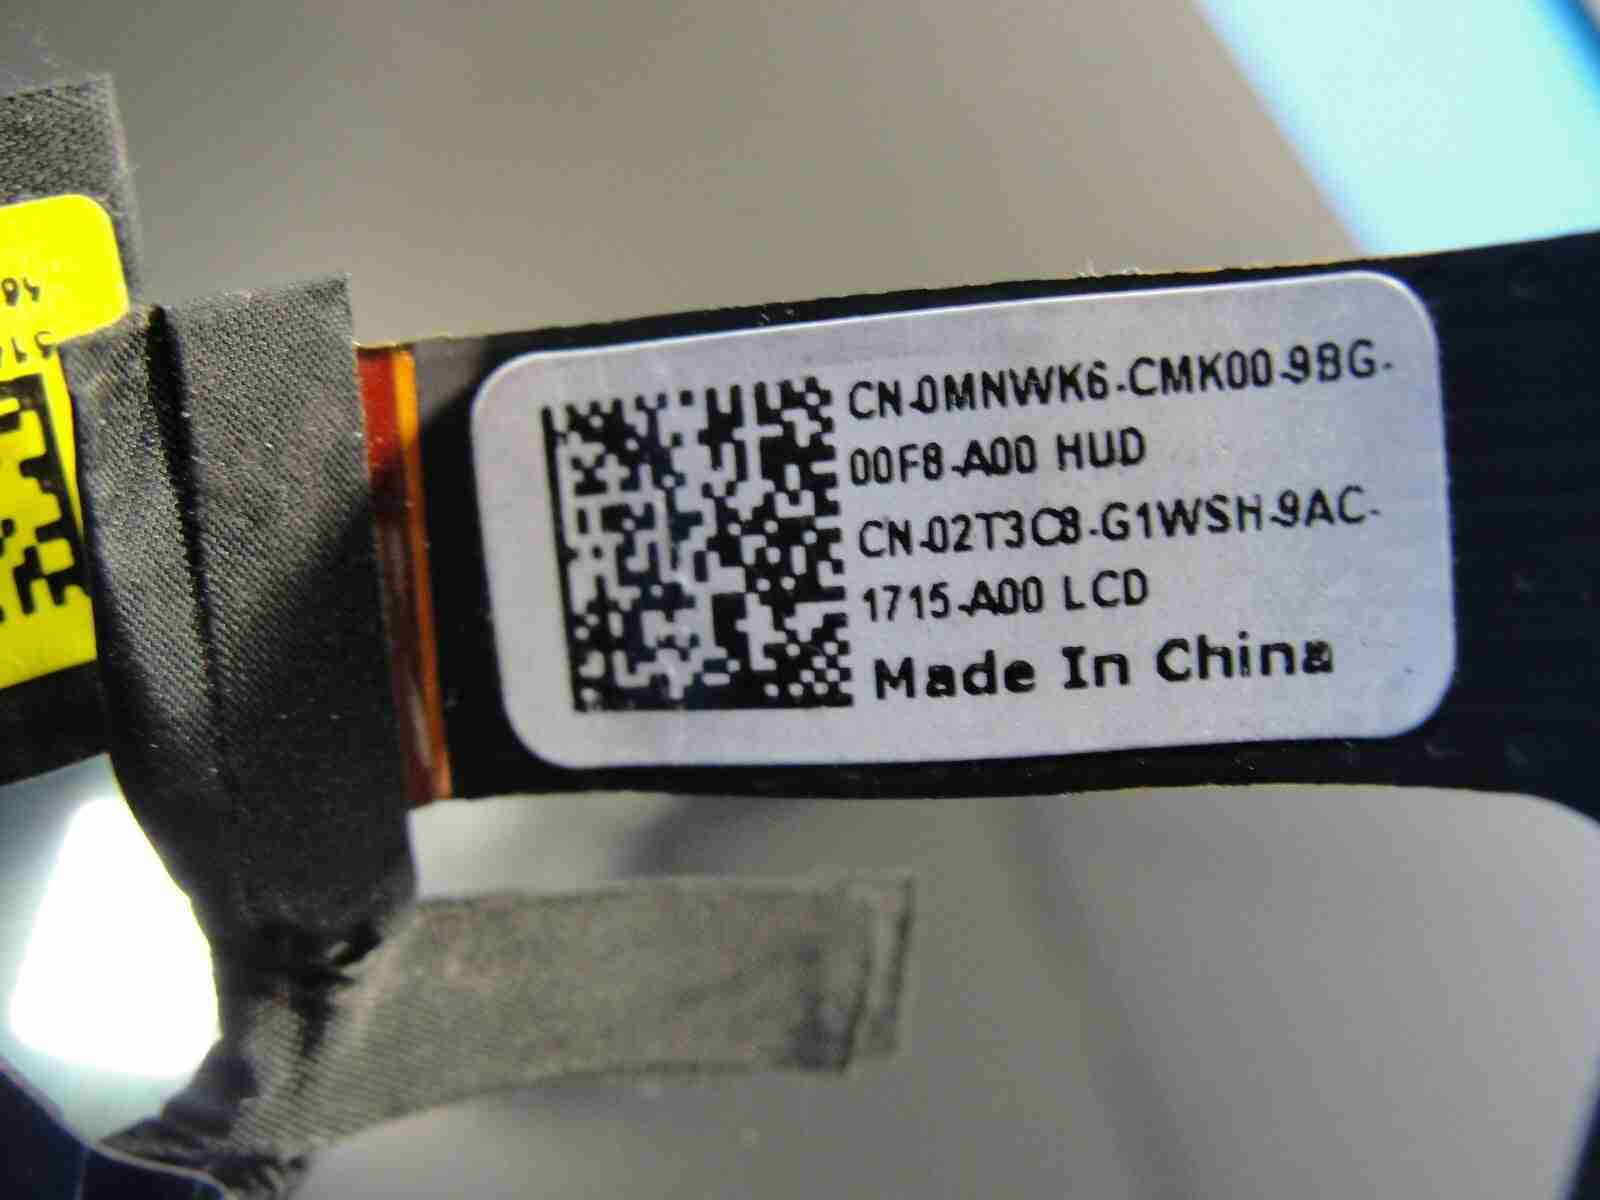 CN-0MNWK6-CMK00-9BG-
00F8-A00 HUD
CN-02T3C8-G1WSH-9AC-
1715-A00 LCD
Made In China